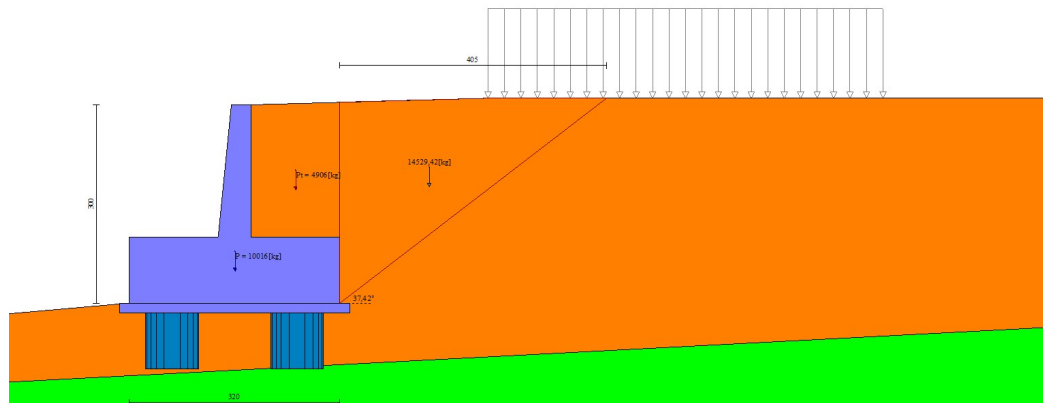 405
14529,42[kg]
Pt = 4906[kg]
300
P = 10016[kg]
37,42°
320